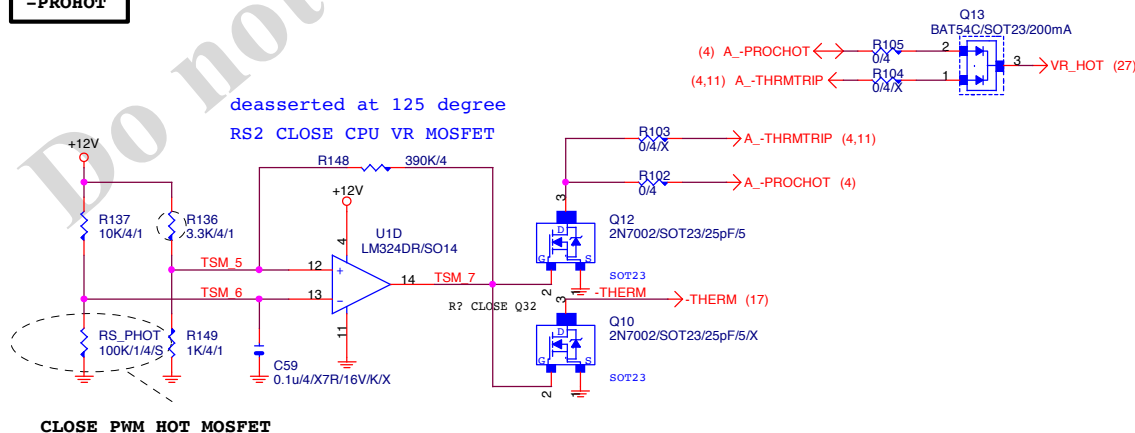 -PROHOT
Do not
Q13
BAT54C/SOT23/200mA
(4) A_-PROCHOT
R105
0/4
2
3
VR_HOT (27)
(4,11) A_-THRMTRIP
R104
0/4/X
1
deasserted at 125 degree
RS2 CLOSE CPU VR MOSFET
+12V
R148
390K/4
R103
0/4/X
A_-THRMTRIP (4,11)
R102
0/4
A_-PROCHOT (4)
+12V
R137
10K/4/1
R136
3.3K/4/1
U1D
LM324DR/SO14
4
3
Q12
2N7002/SOT23/25pF/5
D
G
S
SOT23
2
1
TSM_5
12
+
14
TSM_7
TSM_6
13
-
11
R? CLOSE Q32
3
-THERM
-THERM (17)
Q10
2N7002/SOT23/25pF/5/X
D
G
S
SOT23
2
1
RS_PHOT
100K/1/4/S
R149
1K/4/1
C59
0.1u/4/X7R/16V/K/X
CLOSE PWM HOT MOSFET